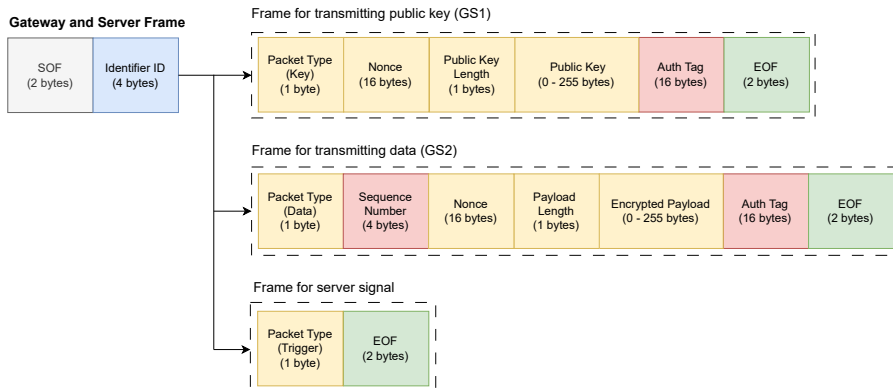 Gateway and Server Frame
SOF
(2 bytes)
Identifier ID
(4 bytes)
Frame for transmitting public key (GS1)
Packet Type
(Key)
(1 byte)
Nonce
(16 bytes)
Public Key
Length
(1 bytes)
Public Key
(0 - 255 bytes)
Auth Tag
(16 bytes)
EOF
(2 bytes)
Frame for transmitting data (GS2)
Packet Type
(Data)
(1 byte)
Sequence
Number
(4 bytes)
Nonce
(16 bytes)
Payload
Length
(1 bytes)
Encrypted Payload
(0 - 255 bytes)
Auth Tag
(16 bytes)
EOF
(2 bytes)
Frame for server signal
Packet Type
(Trigger)
(1 byte)
EOF
(2 bytes)